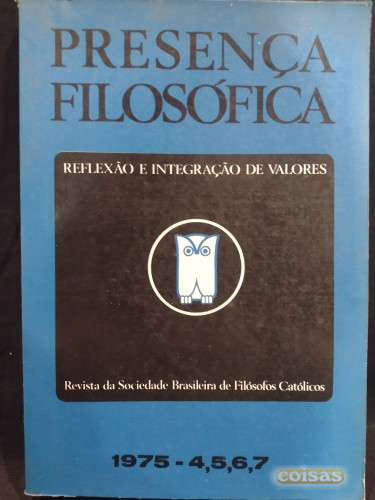 PRESENÇA
FILOSÓFICA
REFLEXÃO E INTEGRAÇÃO DE VALORES
Revista da Sociedade Brasileira de Filósofos Católicos
1975 - 4,5,6,7
coisas